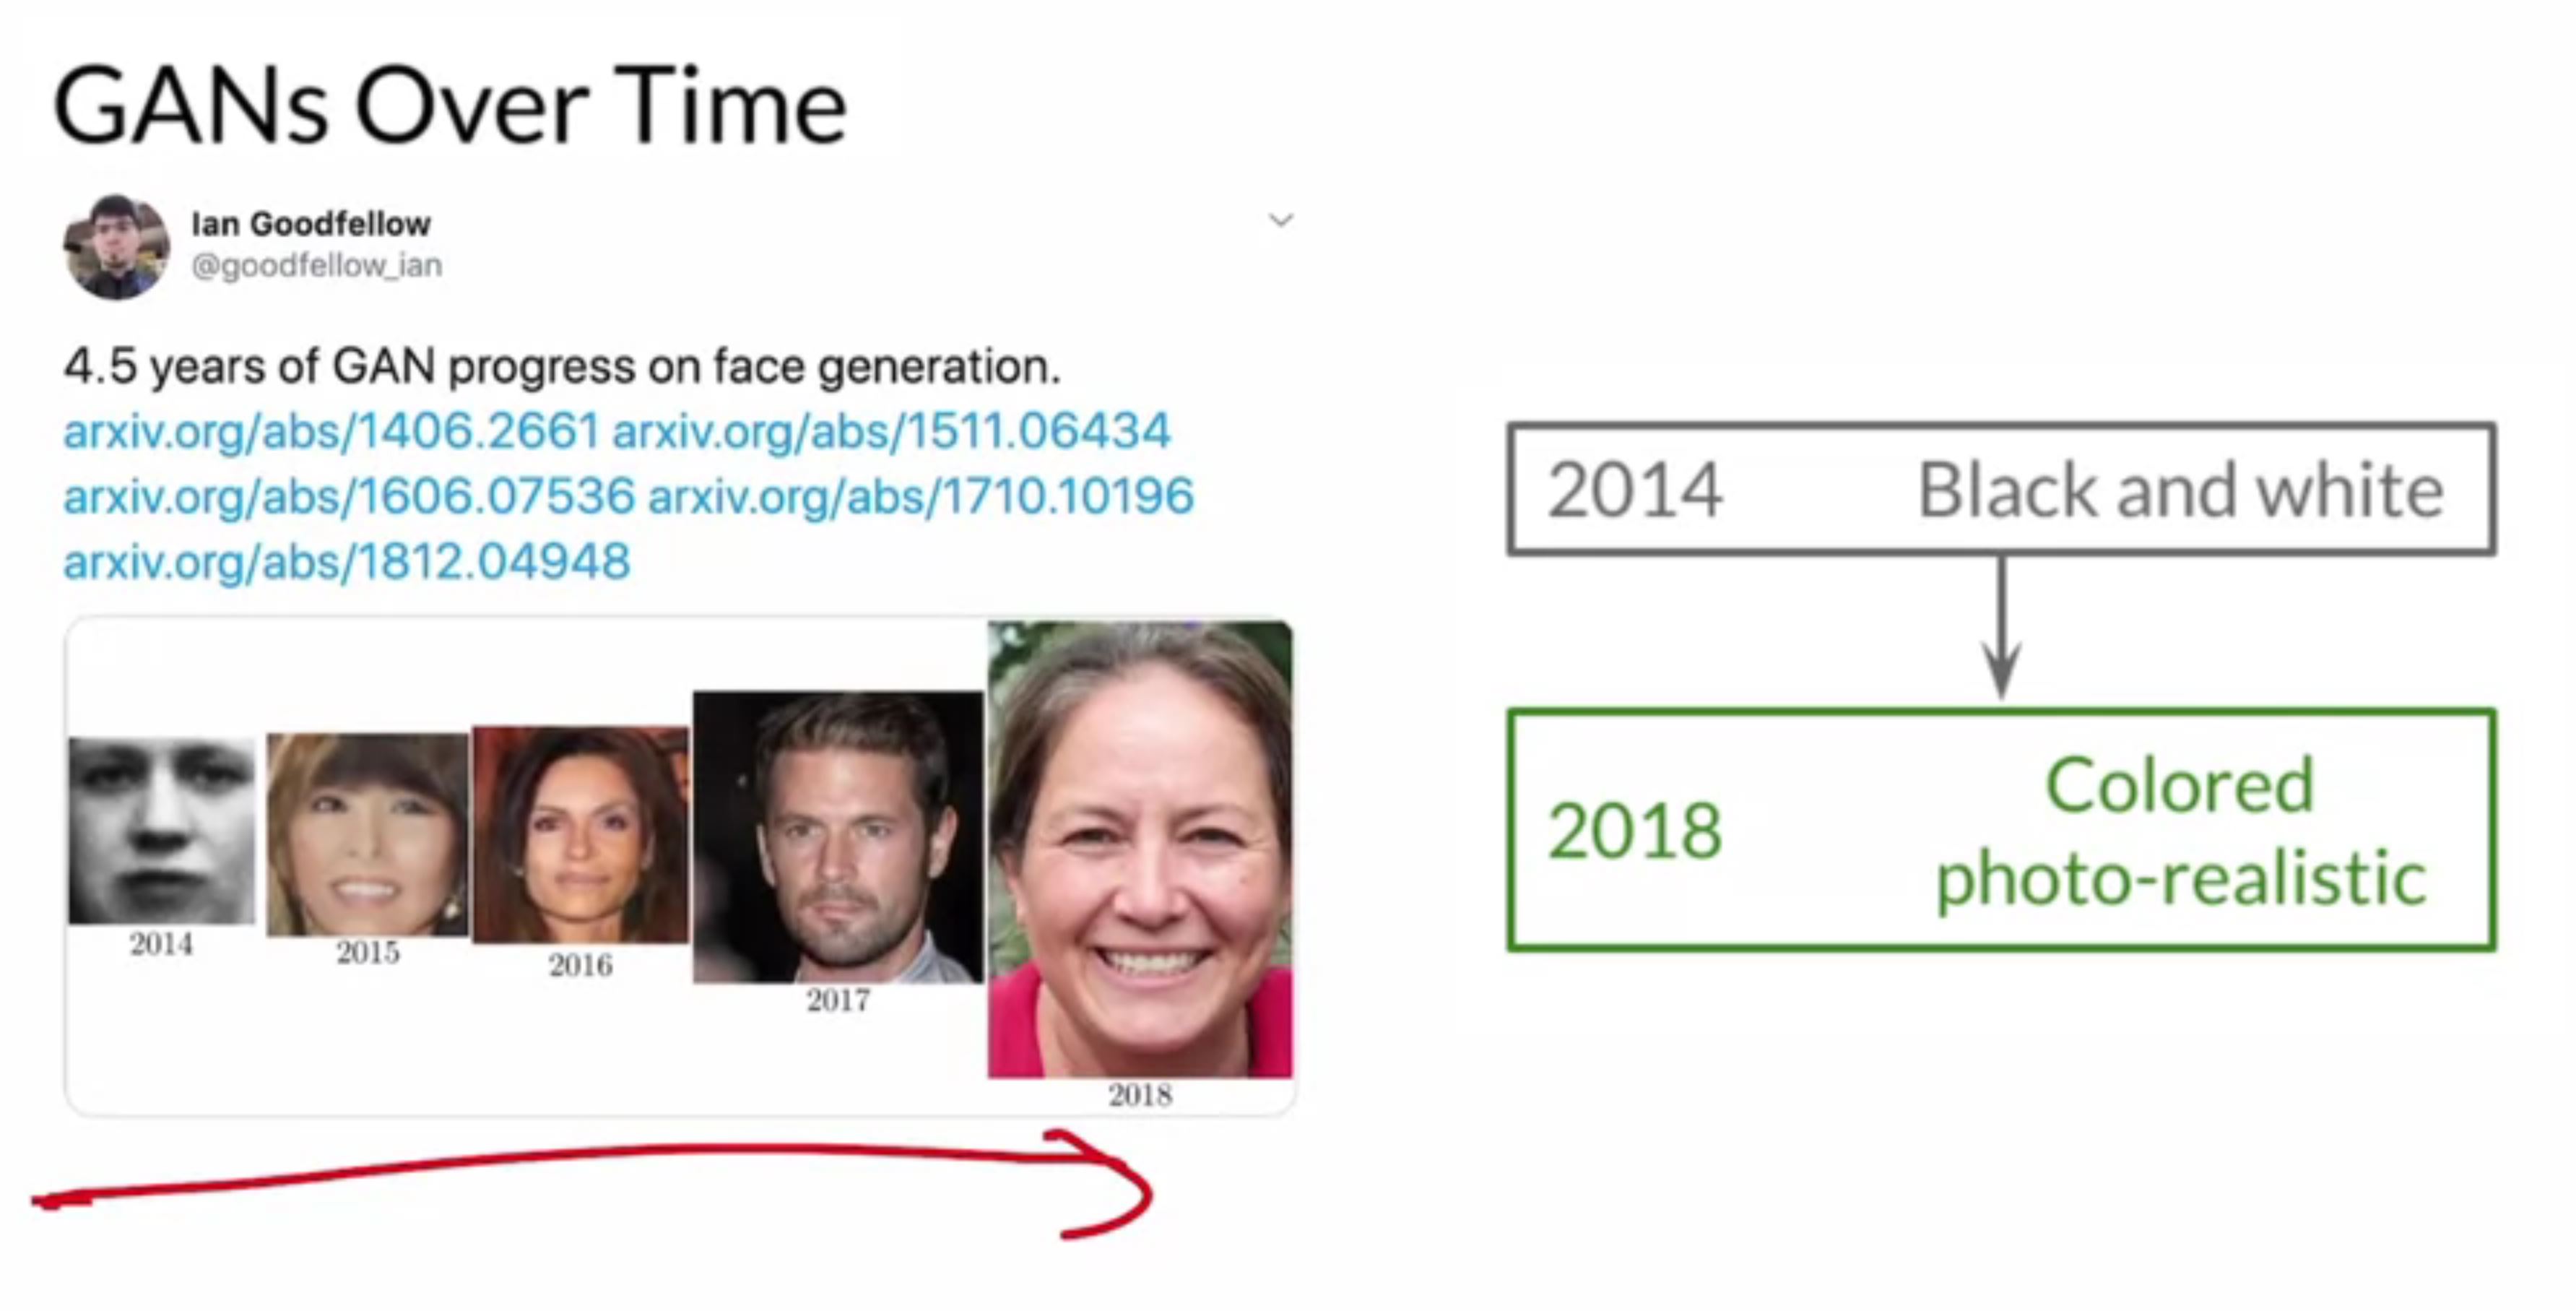 GANs Over Time
Ian Goodfellow
@goodfellow_ian
4.5 years of GAN progress on face generation.
arxiv.org/abs/1406.2661 arxiv.org/abs/1511.06434
arxiv.org/abs/1606.07536 arxiv.org/abs/1710.10196
arxiv.org/abs/1812.04948
2014
2015
2016
2017
2018
2014 Black and white
2018 Colored
photo-realistic